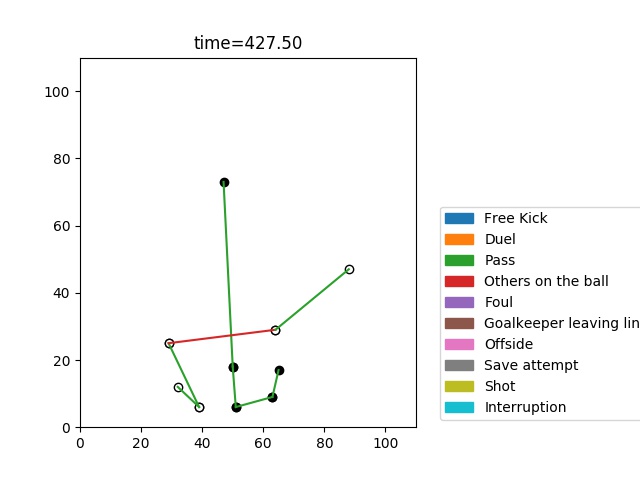 time=427.50
100
80
60
40
20
0
0 20 40 60 80 100
Free Kick
Duel
Pass
Others on the ball
Foul
Goalkeeper leaving lin
Offside
Save attempt
Shot
Interruption